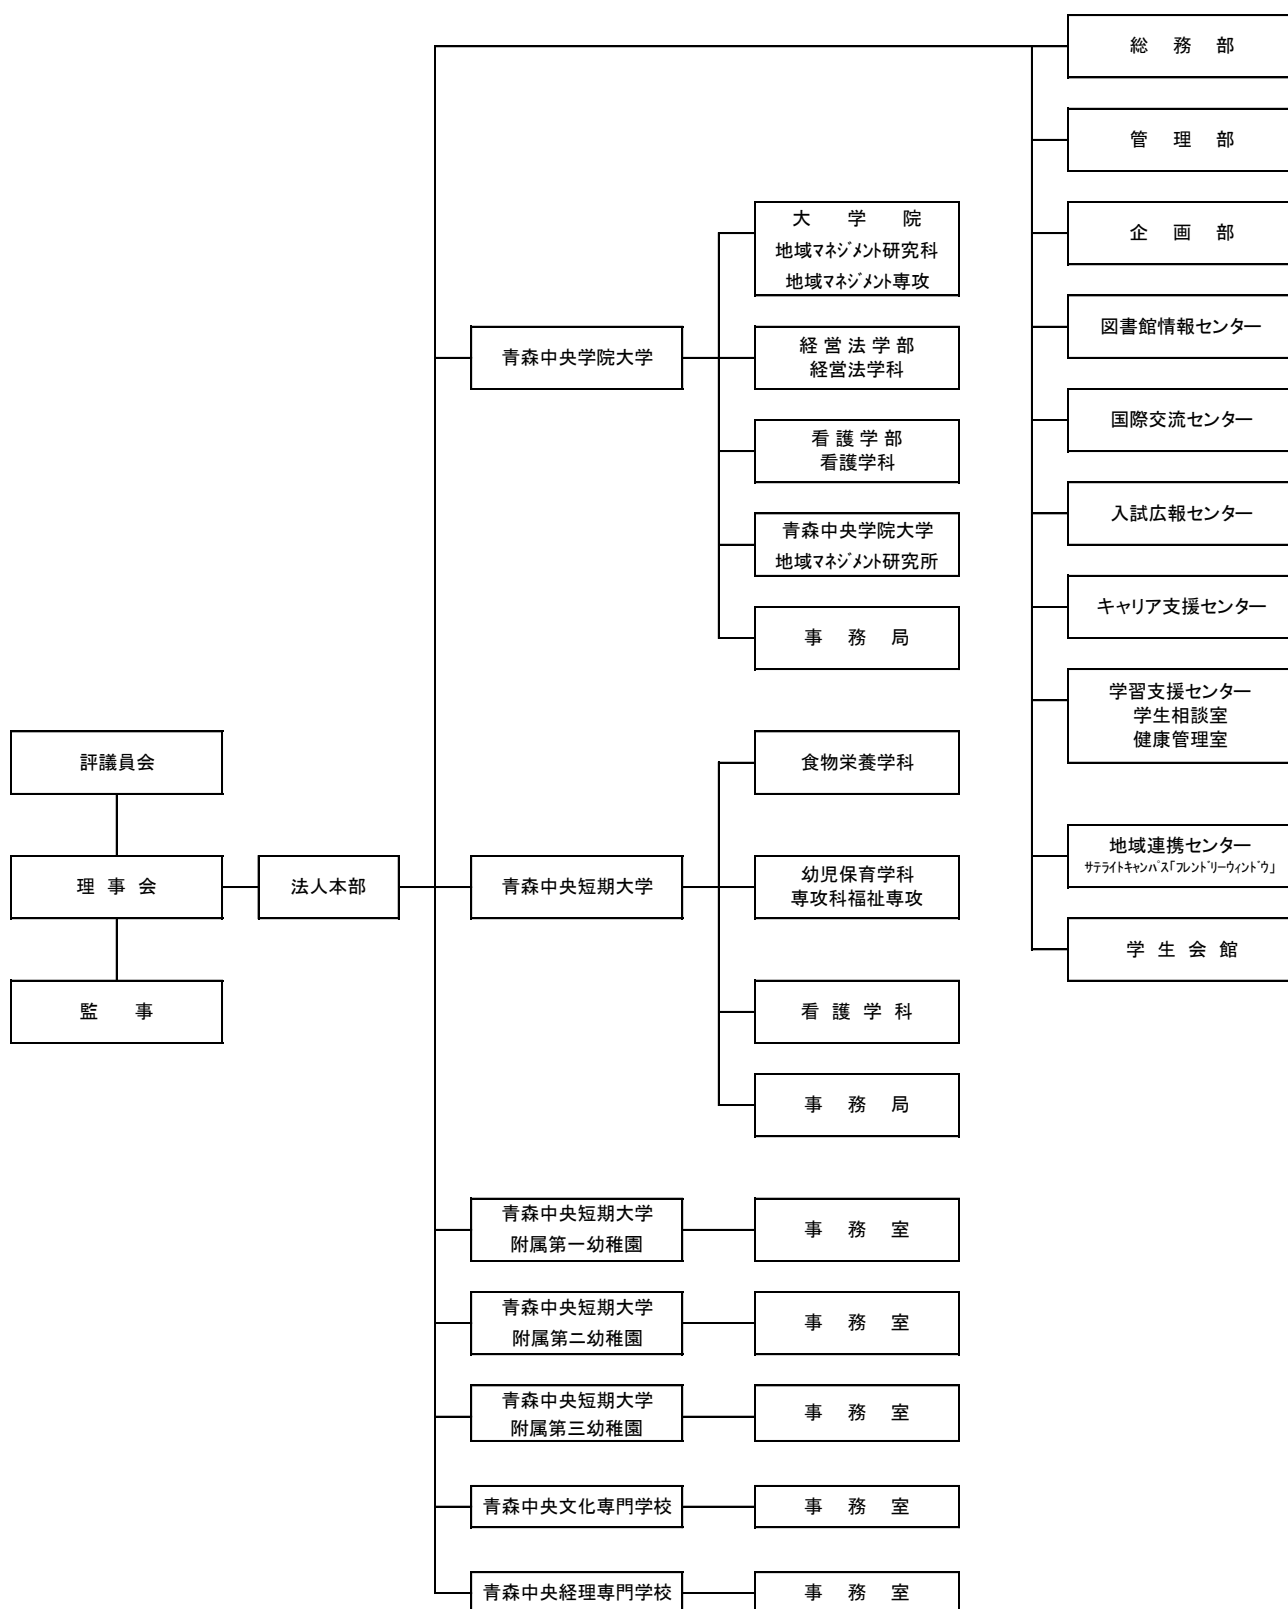 総務部
管理部
企画部
図書館情報センター
国際交流センター
入試広報センター
キャリア支援センター
学習支援センター
学生相談室
健康管理室
地域連携センター
ｻﾃﾗｲﾄｷｬﾝﾊﾟｽ｢ﾌﾚﾝﾄﾞﾘｰｳｨﾝﾄﾞｳ｣
学生会館
大学院
地域ﾏﾈｼﾞﾒﾝﾄ研究科
地域ﾏﾈｼﾞﾒﾝﾄ専攻
青森中央学院大学
経営法学部
経営法学科
看護学部
看護学科
青森中央学院大学
地域ﾏﾈｼﾞﾒﾝﾄ研究所
事務局
評議員会
理事会
監事
法人本部
青森中央短期大学
食物栄養学科
幼児保育学科
専攻科福祉専攻
看護学科
事務局
青森中央短期大学
附属第一幼稚園
事務室
青森中央短期大学
附属第二幼稚園
事務室
青森中央短期大学
附属第三幼稚園
事務室
青森中央文化専門学校
事務室
青森中央経理専門学校
事務室